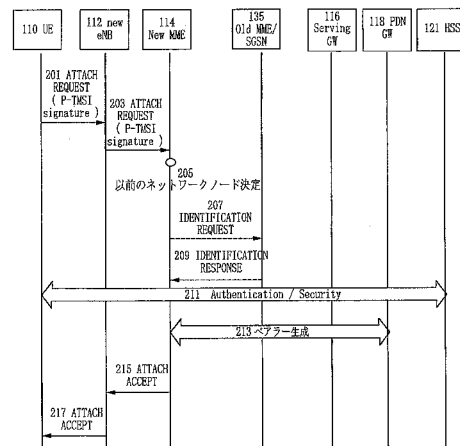 110 UE
112 new
eNB
114
New MME
135
Old MME/
SGSN
116
Serving
GW
118 PDN
GW
121 HSS
201 ATTACH
REQUEST
( P-TMSI
signature )
203 ATTACH
REQUEST
( P-TMSI
signature )
205
以前のネットワークノード決定
207
IDENTIFICATION
REQUEST
209 IDENTIFICATION
RESPONSE
211 Authentication / Security
213 ベアラー生成
215 ATTACH
ACCEPT
217 ATTACH
ACCEPT